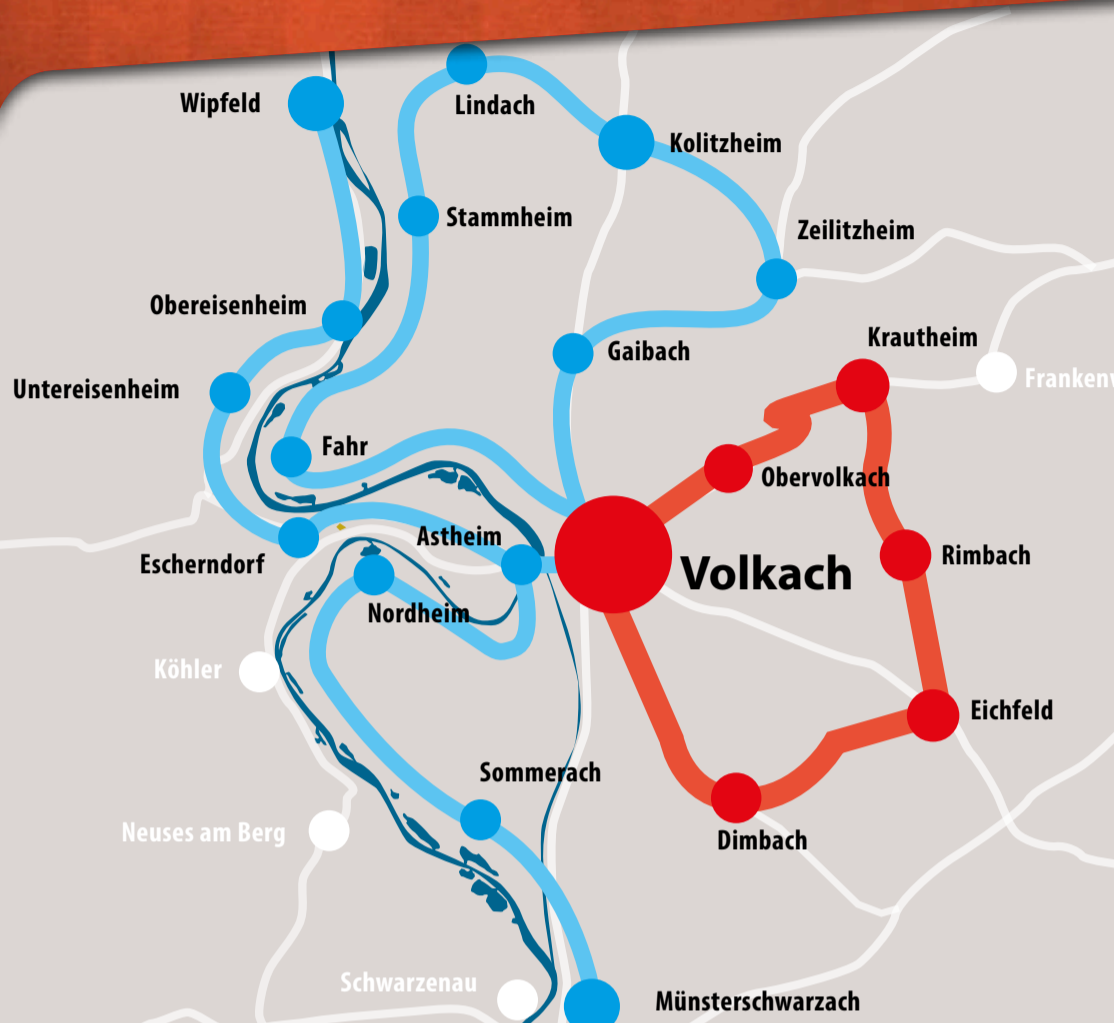 Wipfeld
Lindach
Kolitzheim
Stammheim
Zeilitzheim
Obereisenheim
Krautheim
Gaibach
Untereisenheim
Fahr
Obervolkach
Astheim
Escherndorf
Volkach
Rimbach
Nordheim
Köhler
Eichfeld
Sommerach
Neuses am Berg
Dimbach
Schwarzenau
Münsterschwarzach